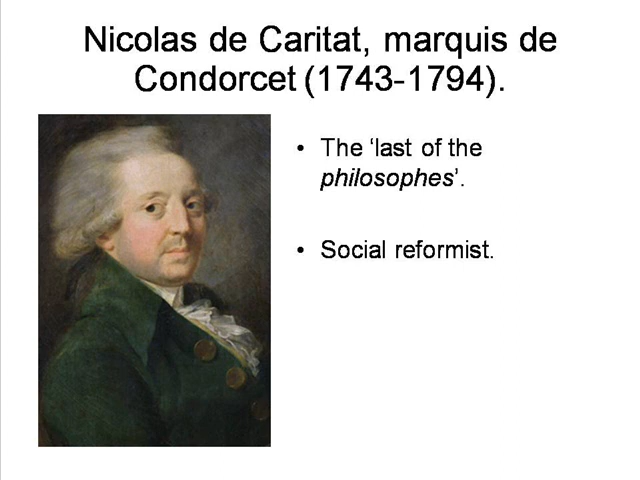 Nicolas de Caritat, marquis de
Condorcet (1743-1794).
• The ‘last of the
philosophes’.
• Social reformist.